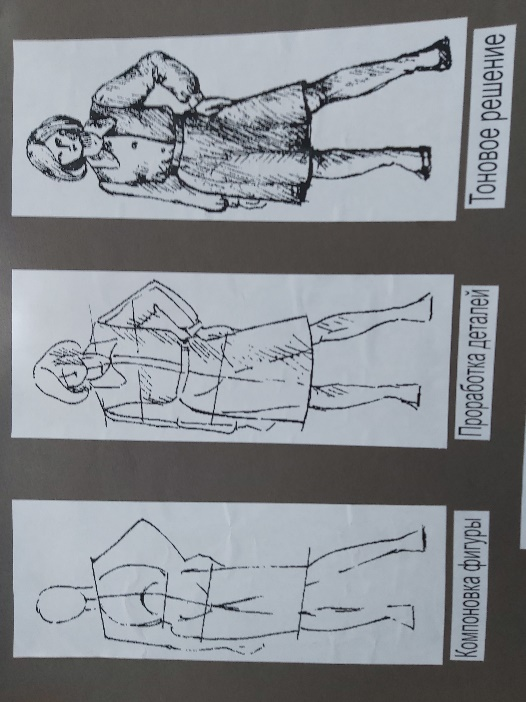 Компоновка фигуры
Проработка деталей
Тоновое решение